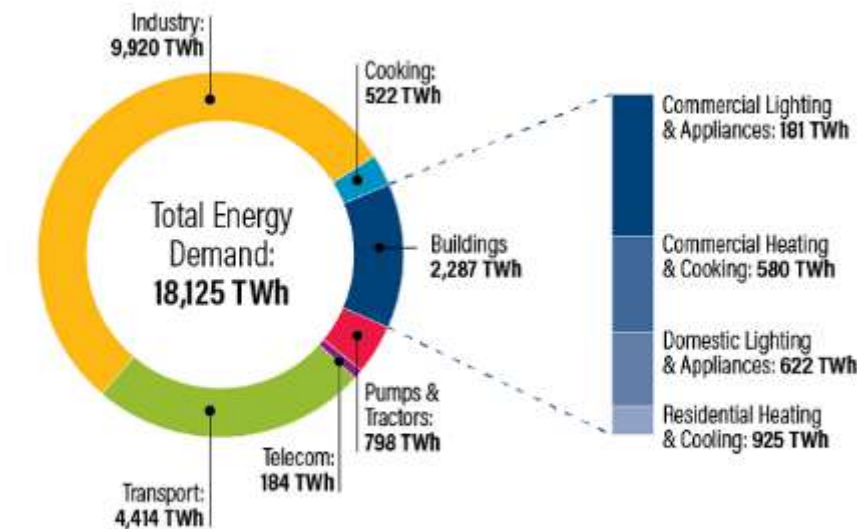 Industry:
9,920 TWh
Cooking:
522 TWh
Total Energy
Demand:
18,125 TWh
Buildings
2,287 TWh
Pumps &
Tractors:
798 TWh
Telecom:
184 TWh
Transport:
4,414 TWh
Commercial Lighting
& Appliances: 181 TWh
Commercial Heating
& Cooking: 580 TWh
Domestic Lighting
& Appliances: 622 TWh
Residential Heating
& Cooling: 925 TWh